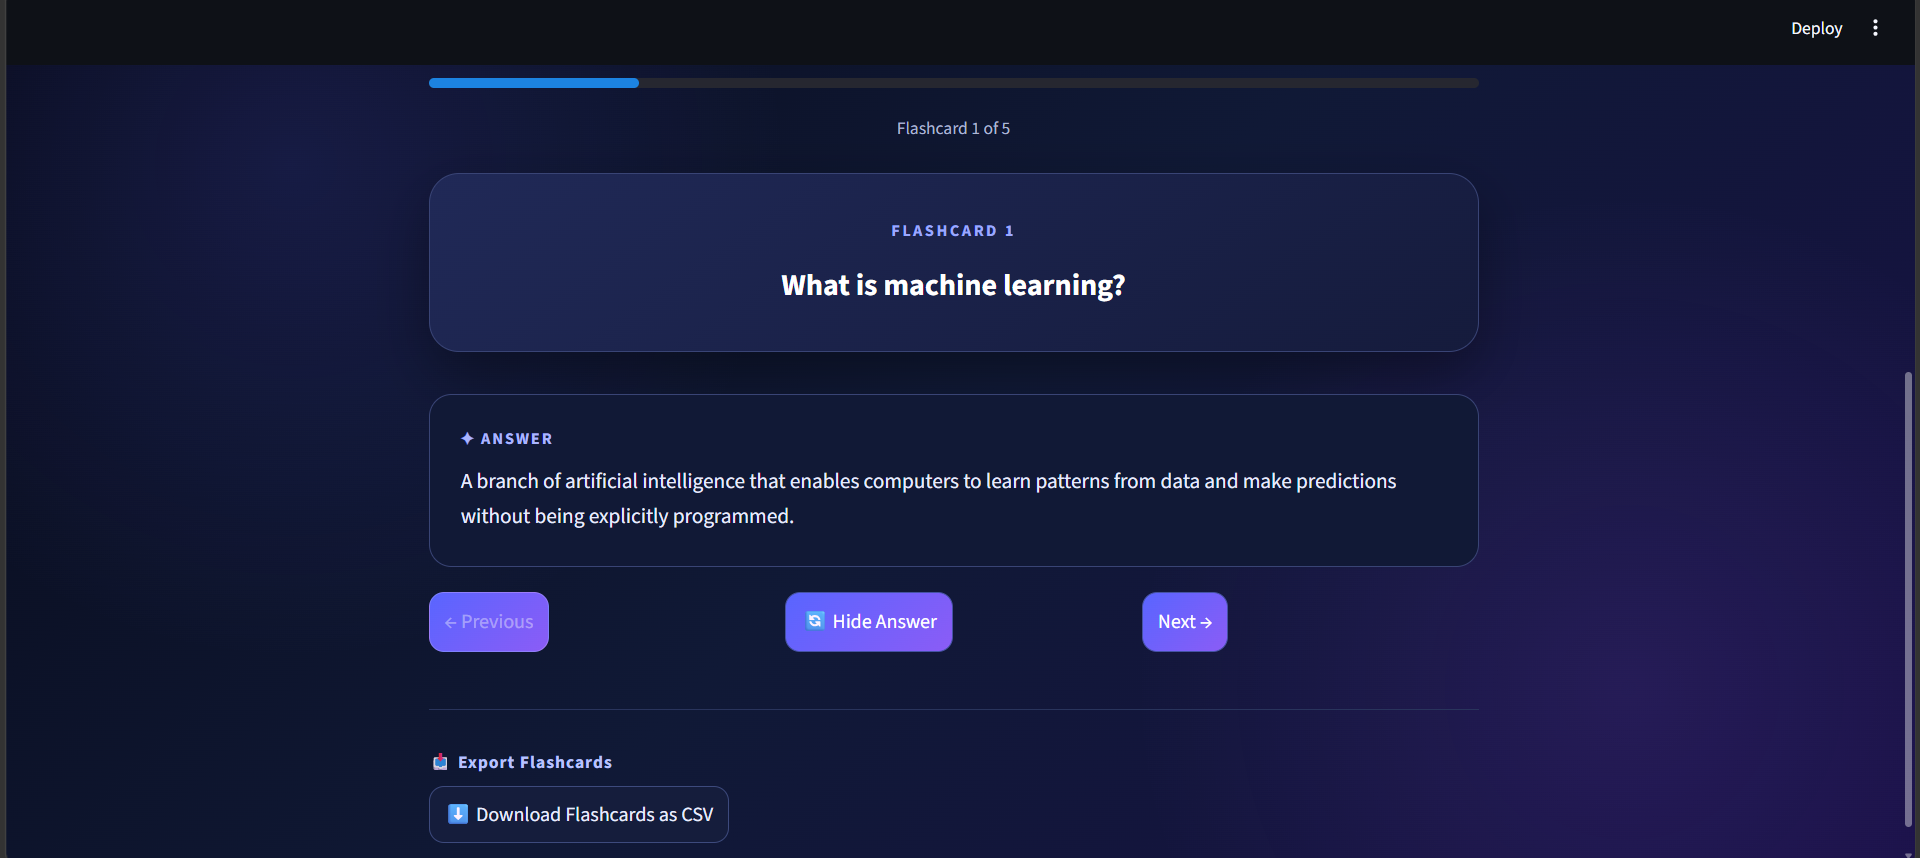 Deploy
Flashcard 1 of 5
FLASHCARD 1
What is machine learning?
✦ ANSWER
A branch of artificial intelligence that enables computers to learn patterns from data and make predictions
without being explicitly programmed.
← Previous
Hide Answer
Next →
Export Flashcards
Download Flashcards as CSV